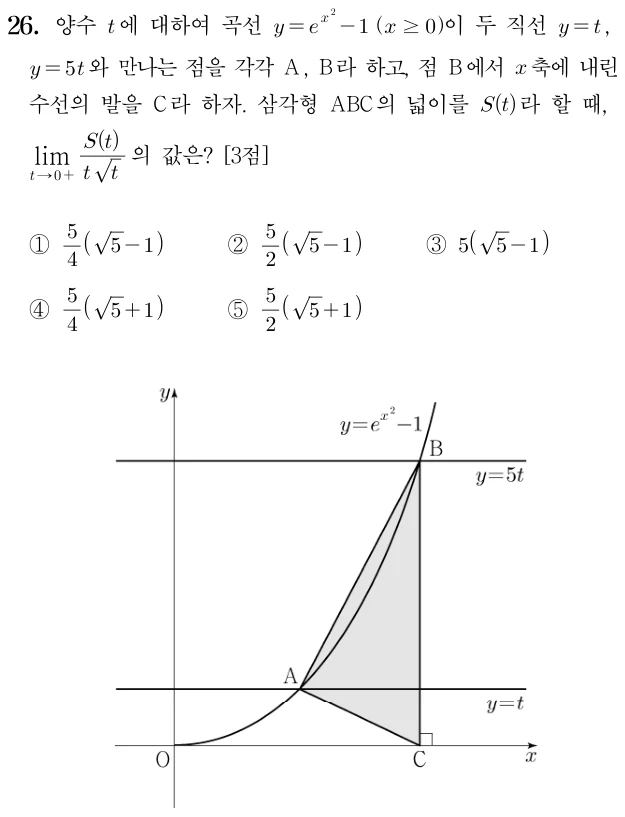 26. 양수 t에 대하여 곡선 y=e^{x^2}-1 (x≥0)이 두 직선 y=t,
y=5t와 만나는 점을 각각 A, B라 하고, 점 B에서 x축에 내린
수선의 발을 C라 하자. 삼각형 ABC의 넓이를 S(t)라 할 때,
lim_{t→0+} S(t)/(t√t) 의 값은? [3점]
① 5/4(√5-1) ② 5/2(√5-1) ③ 5(√5-1)
④ 5/4(√5+1) ⑤ 5/2(√5+1)
y
y=e^{x^2}-1
B
y=5t
A
y=t
O C x